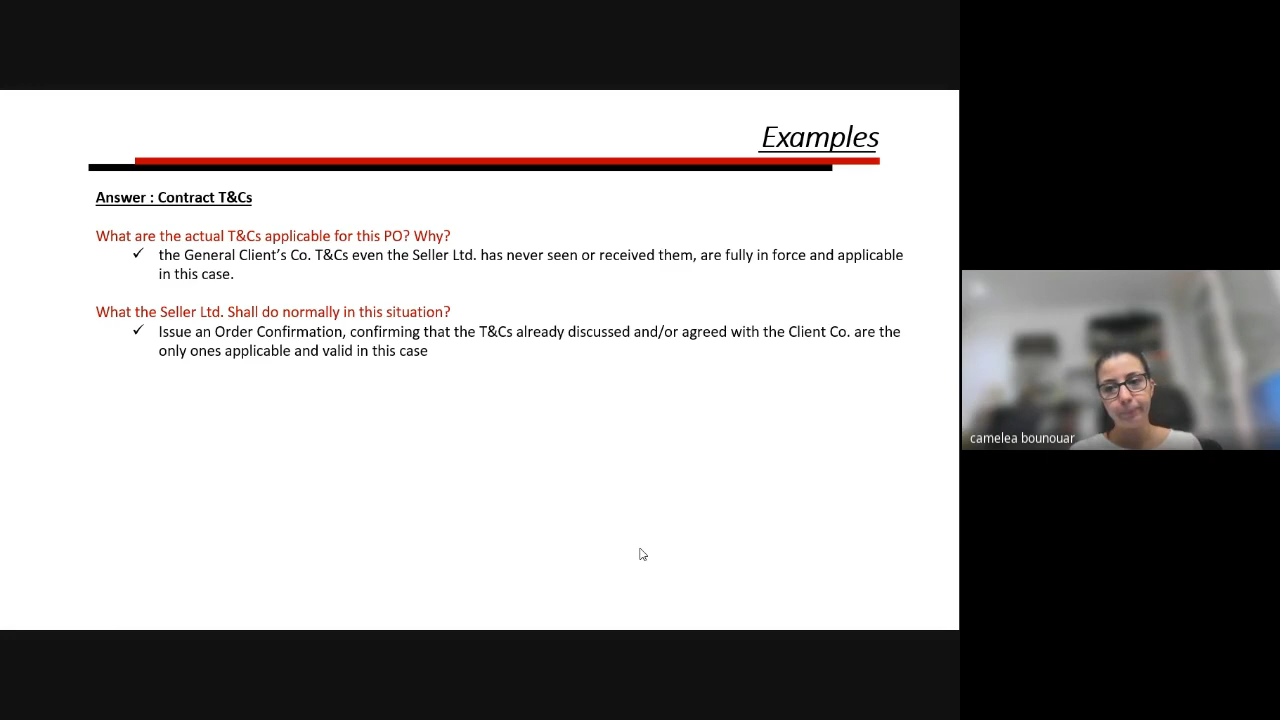 Examples
Answer : Contract T&Cs
What are the actual T&Cs applicable for this PO? Why?
✓ the General Client's Co. T&Cs even the Seller Ltd. has never seen or received them, are fully in force and applicable
in this case.
What the Seller Ltd. Shall do normally in this situation?
✓ Issue an Order Confirmation, confirming that the T&Cs already discussed and/or agreed with the Client Co. are the
only ones applicable and valid in this case
camelea bounouar